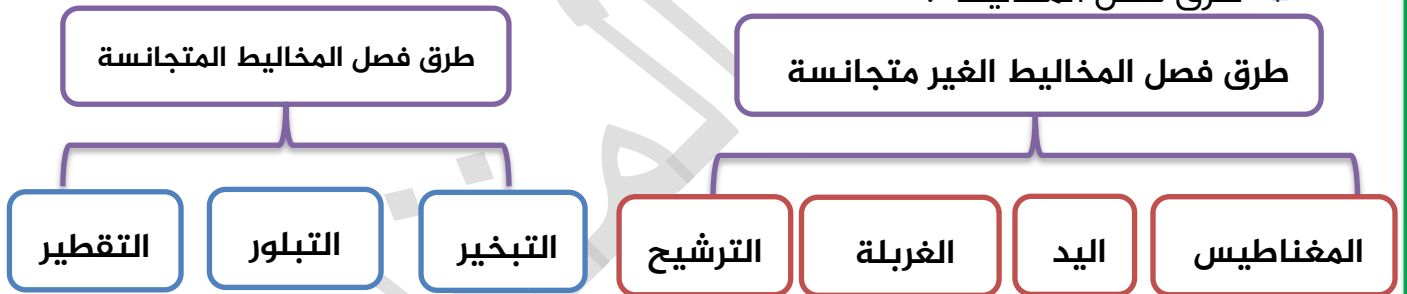 طرق فصل المخاليط الغير متجانسة
المغناطيس
اليد
الغربلة
الترشيح
طرق فصل المخاليط المتجانسة
التبخير
التبلور
التقطير